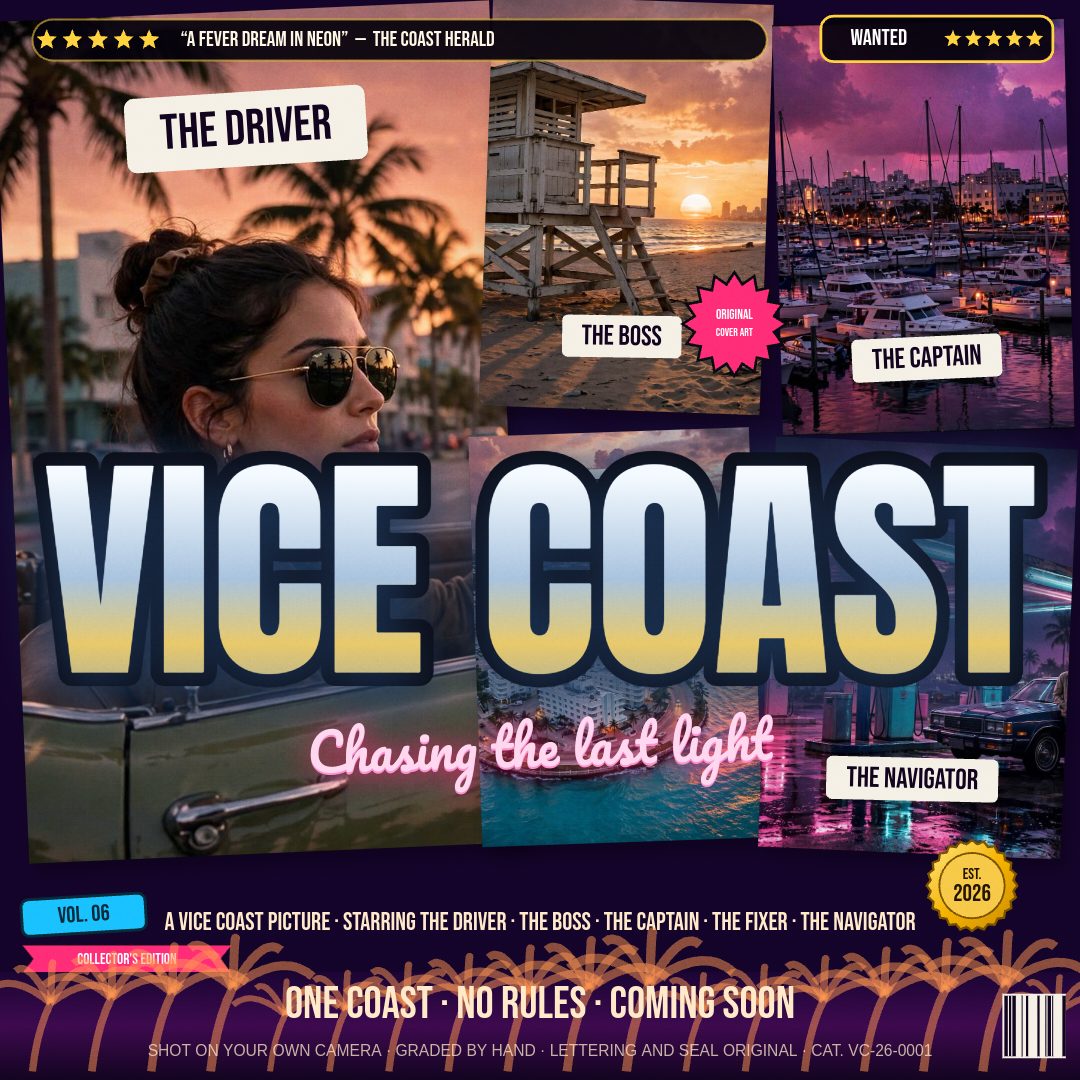 “A FEVER DREAM IN NEON” — THE COAST HERALD
WANTED
THE DRIVER
THE BOSS
ORIGINAL
COVER ART
THE CAPTAIN
VICE COAST
Chasing the last light
THE NAVIGATOR
EST.
2026
VOL. 06
A VICE COAST PICTURE · STARRING THE DRIVER · THE BOSS · THE CAPTAIN · THE FIXER · THE NAVIGATOR
COLLECTOR'S EDITION
ONE COAST · NO RULES · COMING SOON
SHOT ON YOUR OWN CAMERA · GRADED BY HAND · LETTERING AND SEAL ORIGINAL · CAT. VC-26-0001